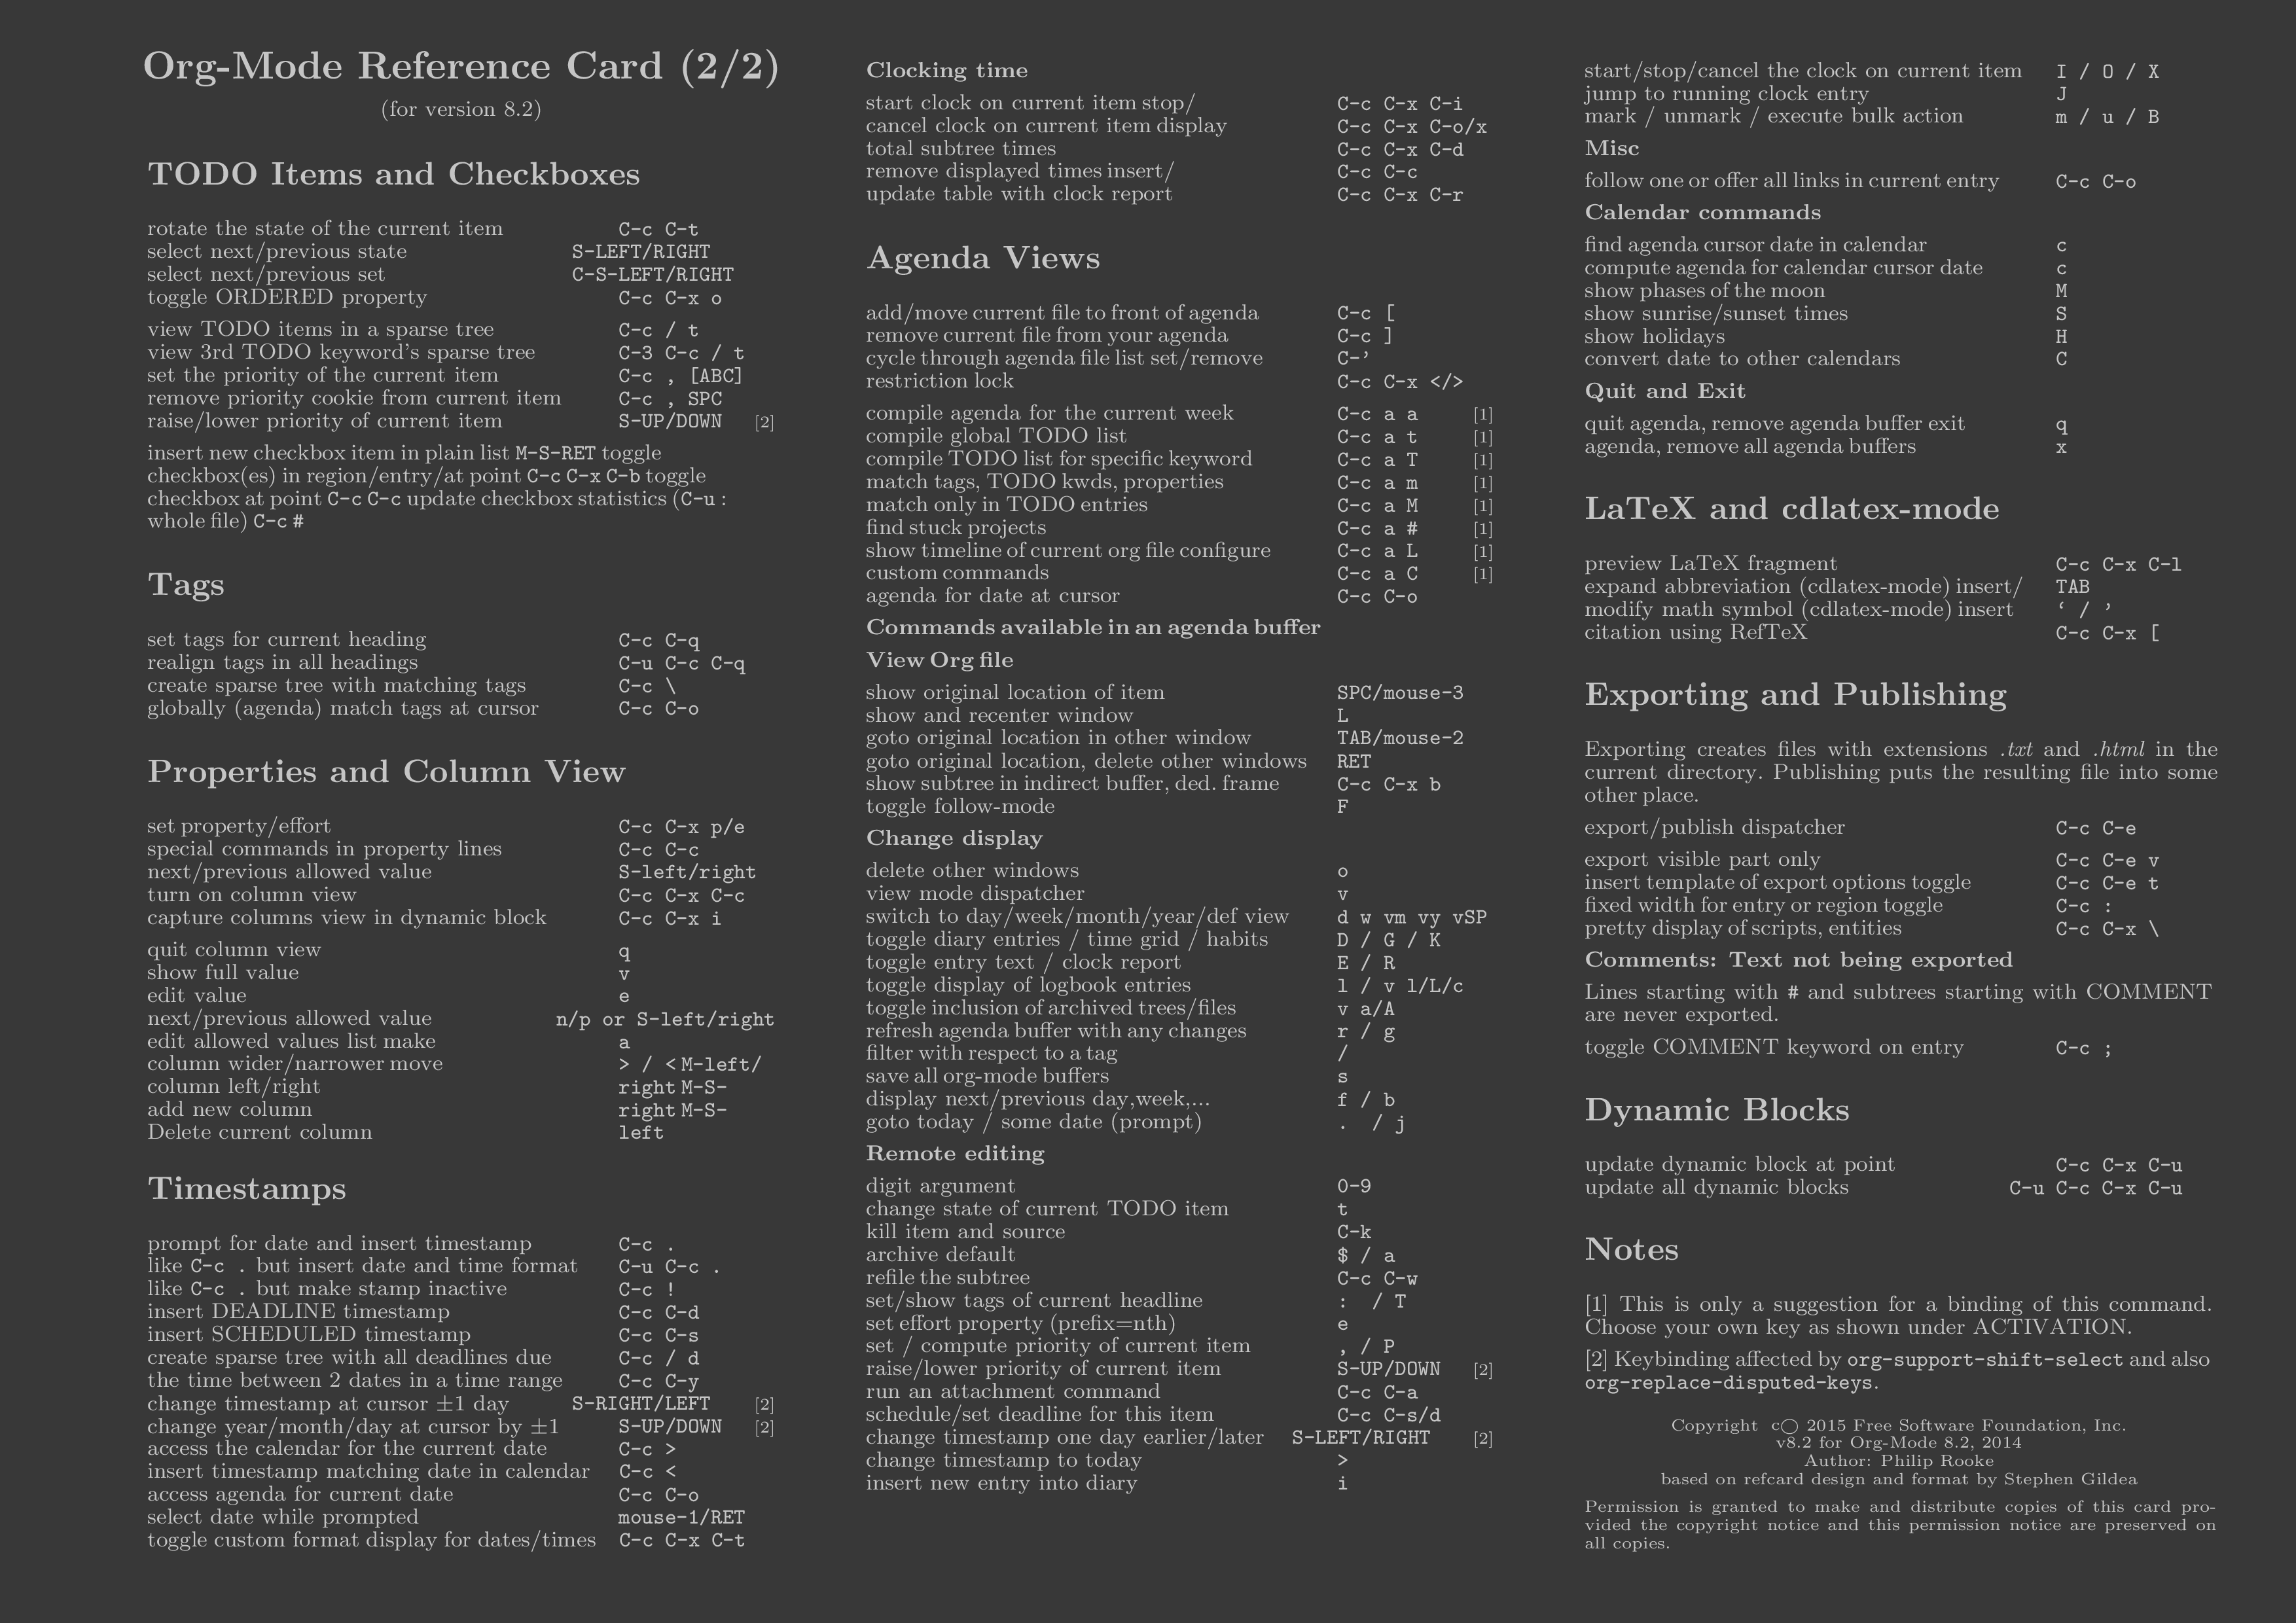 Org-Mode Reference Card (2/2)
(for version 8.2)
TODO Items and Checkboxes
rotate the state of the current item C-c C-t
select next/previous state S-LEFT/RIGHT
select next/previous set C-S-LEFT/RIGHT
toggle ORDERED property C-c C-x o
view TODO items in a sparse tree C-c / t
view 3rd TODO keyword's sparse tree C-3 C-c / t
set the priority of the current item C-c , [ABC]
remove priority cookie from current item C-c , SPC
raise/lower priority of current item S-UP/DOWN [2]
insert new checkbox item in plain list M-S-RET toggle
checkbox(es) in region/entry/at point C-c C-x C-b toggle
checkbox at point C-c C-c update checkbox statistics (C-u :
whole file) C-c #
Tags
set tags for current heading C-c C-q
realign tags in all headings C-u C-c C-q
create sparse tree with matching tags C-c \
globally (agenda) match tags at cursor C-c C-o
Properties and Column View
set property/effort C-c C-x p/e
special commands in property lines C-c C-c
next/previous allowed value S-left/right
turn on column view C-c C-x C-c
capture columns view in dynamic block C-c C-x i
quit column view q
show full value v
edit value e
next/previous allowed value n/p or S-left/right
edit allowed values list make a
column wider/narrower move > / < M-left/
column left/right right M-S-
add new column right M-S-
Delete current column left
Timestamps
prompt for date and insert timestamp C-c .
like C-c . but insert date and time format C-u C-c .
like C-c . but make stamp inactive C-c !
insert DEADLINE timestamp C-c C-d
insert SCHEDULED timestamp C-c C-s
create sparse tree with all deadlines due C-c / d
the time between 2 dates in a time range C-c C-y
change timestamp at cursor ±1 day S-RIGHT/LEFT [2]
change year/month/day at cursor by ±1 S-UP/DOWN [2]
access the calendar for the current date C-c >
insert timestamp matching date in calendar C-c <
access agenda for current date C-c C-o
select date while prompted mouse-1/RET
toggle custom format display for dates/times C-c C-x C-t
Clocking time
start clock on current item stop/ C-c C-x C-i
cancel clock on current item display C-c C-x C-o/x
total subtree times C-c C-x C-d
remove displayed times insert/ C-c C-c
update table with clock report C-c C-x C-r
Agenda Views
add/move current file to front of agenda C-c [
remove current file from your agenda C-c ]
cycle through agenda file list set/remove C-’
restriction lock C-c C-x </>
compile agenda for the current week C-c a a [1]
compile global TODO list C-c a t [1]
compile TODO list for specific keyword C-c a T [1]
match tags, TODO kwds, properties C-c a m [1]
match only in TODO entries C-c a M [1]
find stuck projects C-c a # [1]
show timeline of current org file configure C-c a L [1]
custom commands C-c a C [1]
agenda for date at cursor C-c C-o
Commands available in an agenda buffer
View Org file
show original location of item SPC/mouse-3
show and recenter window L
goto original location in other window TAB/mouse-2
goto original location, delete other windows RET
show subtree in indirect buffer, ded. frame C-c C-x b
toggle follow-mode F
Change display
delete other windows o
view mode dispatcher v
switch to day/week/month/year/def view d w vm vy vSP
toggle diary entries / time grid / habits D / G / K
toggle entry text / clock report E / R
toggle display of logbook entries l / v l/L/c
toggle inclusion of archived trees/files v a/A
refresh agenda buffer with any changes r / g
filter with respect to a tag /
save all org-mode buffers s
display next/previous day,week,... f / b
goto today / some date (prompt) . / j
Remote editing
digit argument 0-9
change state of current TODO item t
kill item and source C-k
archive default $ / a
refile the subtree C-c C-w
set/show tags of current headline : / T
set effort property (prefix=nth) e
set / compute priority of current item , / P
raise/lower priority of current item S-UP/DOWN [2]
run an attachment command C-c C-a
schedule/set deadline for this item C-c C-s/d
change timestamp one day earlier/later S-LEFT/RIGHT [2]
change timestamp to today >
insert new entry into diary i
start/stop/cancel the clock on current item I / O / X
jump to running clock entry J
mark / unmark / execute bulk action m / u / B
Misc
follow one or offer all links in current entry C-c C-o
Calendar commands
find agenda cursor date in calendar c
compute agenda for calendar cursor date c
show phases of the moon M
show sunrise/sunset times S
show holidays H
convert date to other calendars C
Quit and Exit
quit agenda, remove agenda buffer exit q
agenda, remove all agenda buffers x
LaTeX and cdlatex-mode
preview LaTeX fragment C-c C-x C-l
expand abbreviation (cdlatex-mode) insert/ TAB
modify math symbol (cdlatex-mode) insert ‘ / ’
citation using RefTeX C-c C-x [
Exporting and Publishing
Exporting creates files with extensions .txt and .html in the
current directory. Publishing puts the resulting file into some
other place.
export/publish dispatcher C-c C-e
export visible part only C-c C-e v
insert template of export options toggle C-c C-e t
fixed width for entry or region toggle C-c :
pretty display of scripts, entities C-c C-x \
Comments: Text not being exported
Lines starting with # and subtrees starting with COMMENT
are never exported.
toggle COMMENT keyword on entry C-c ;
Dynamic Blocks
update dynamic block at point C-c C-x C-u
update all dynamic blocks C-u C-c C-x C-u
Notes
[1] This is only a suggestion for a binding of this command.
Choose your own key as shown under ACTIVATION.
[2] Keybinding affected by org-support-shift-select and also
org-replace-disputed-keys.
Copyright c○ 2015 Free Software Foundation, Inc.
v8.2 for Org-Mode 8.2, 2014
Author: Philip Rooke
based on refcard design and format by Stephen Gildea
Permission is granted to make and distribute copies of this card pro-
vided the copyright notice and this permission notice are preserved on
all copies.